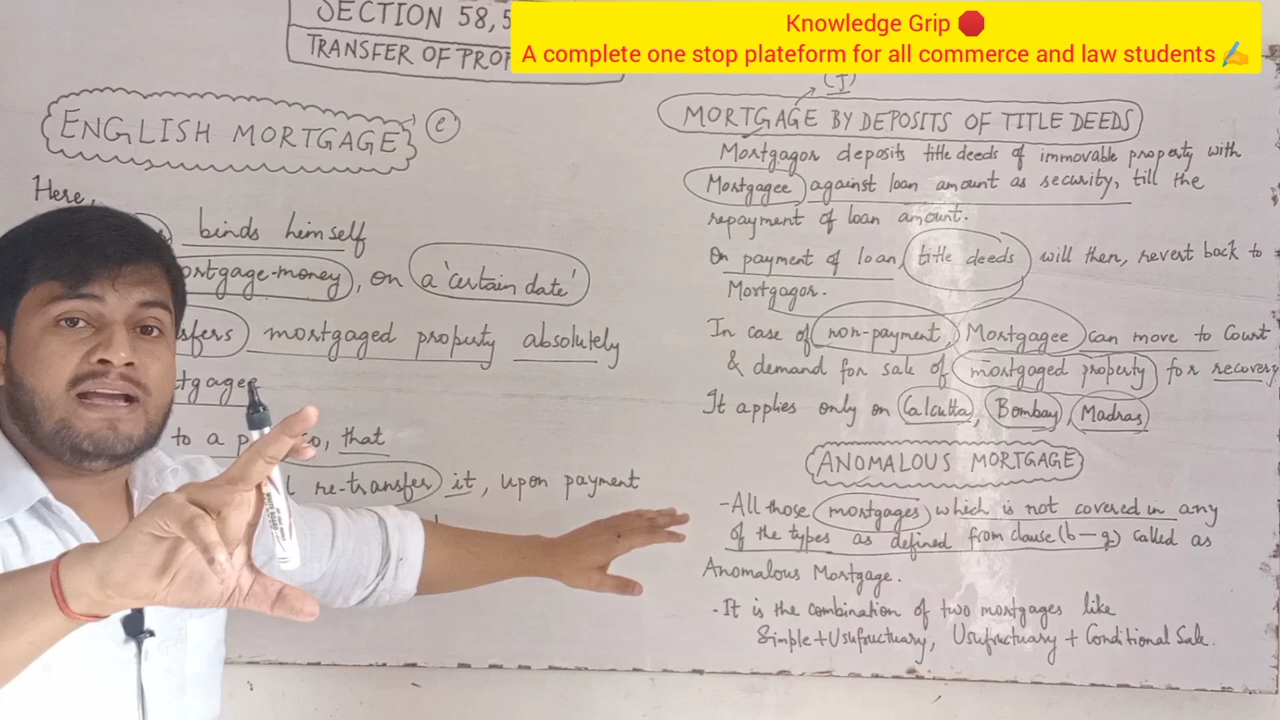 SECTION 58, 5
TRANSFER OF PROP
Knowledge Grip 🛑
A complete one stop plateform for all commerce and law students ✍️
ENGLISH MORTGAGE → (e)
Here,
binds himself
ortgage-money, on a 'certain date'
sfers mortgaged property absolutely
tgagee
to a p so, that
re-transfer it, upon payment
(f)
MORTGAGE BY DEPOSITS OF TITLE DEEDS
Mortgagor deposits title deeds of immovable property with
Mortgagee against loan amount as security, till the
repayment of loan amount.
On payment of loan, title deeds will then, revert back to
Mortgagor.
In case of non-payment, Mortgagee can move to Court
& demand for sale of mortgaged property for recovery
It applies only on Calcutta, Bombay, Madras
ANOMALOUS MORTGAGE
- All those mortgages which is not covered in any
of the types as defined from clause (b - g) called as
Anomalous Mortgage.
- It is the combination of two mortgages like
Simple + Usufructuary, Usufructuary + Conditional Sale.